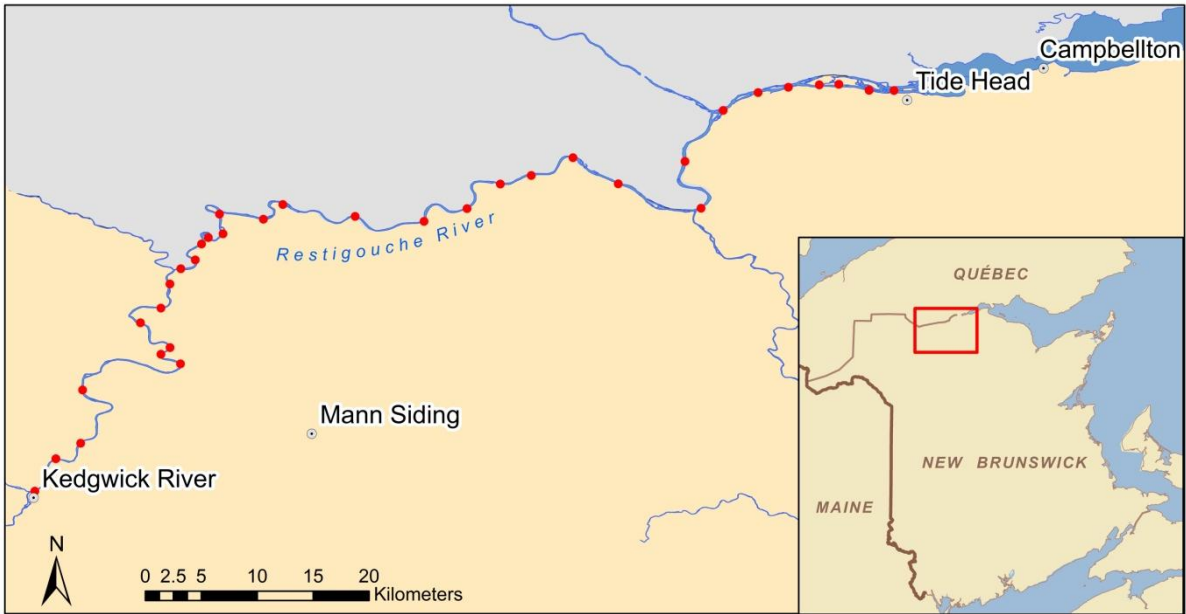 Campbellton
Tide Head
Restigouche River
Mann Siding
Kedgwick River
N
0 2.5 5 10 15 20
Kilometers
QUÉBEC
NEW BRUNSWICK
MAINE